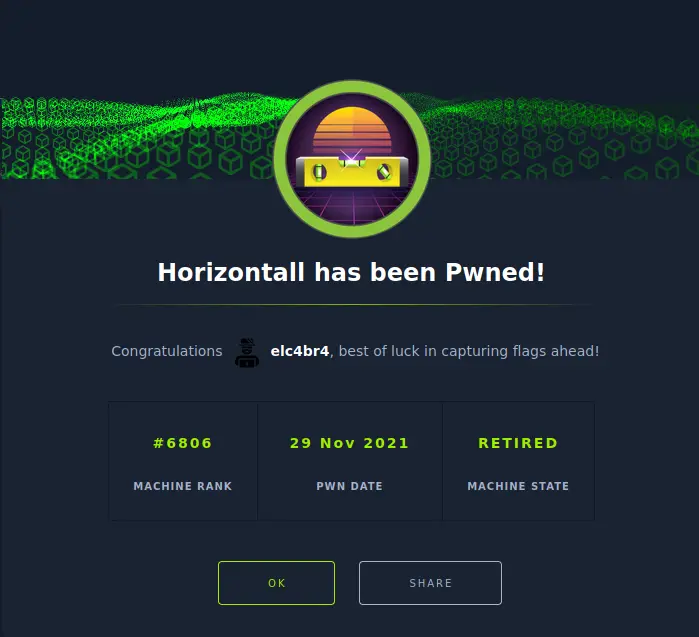 Horizontall has been Pwned!
Congratulations elc4br4, best of luck in capturing flags ahead!
#6806 29 Nov 2021 RETIRED
MACHINE RANK PWN DATE MACHINE STATE
OK SHARE